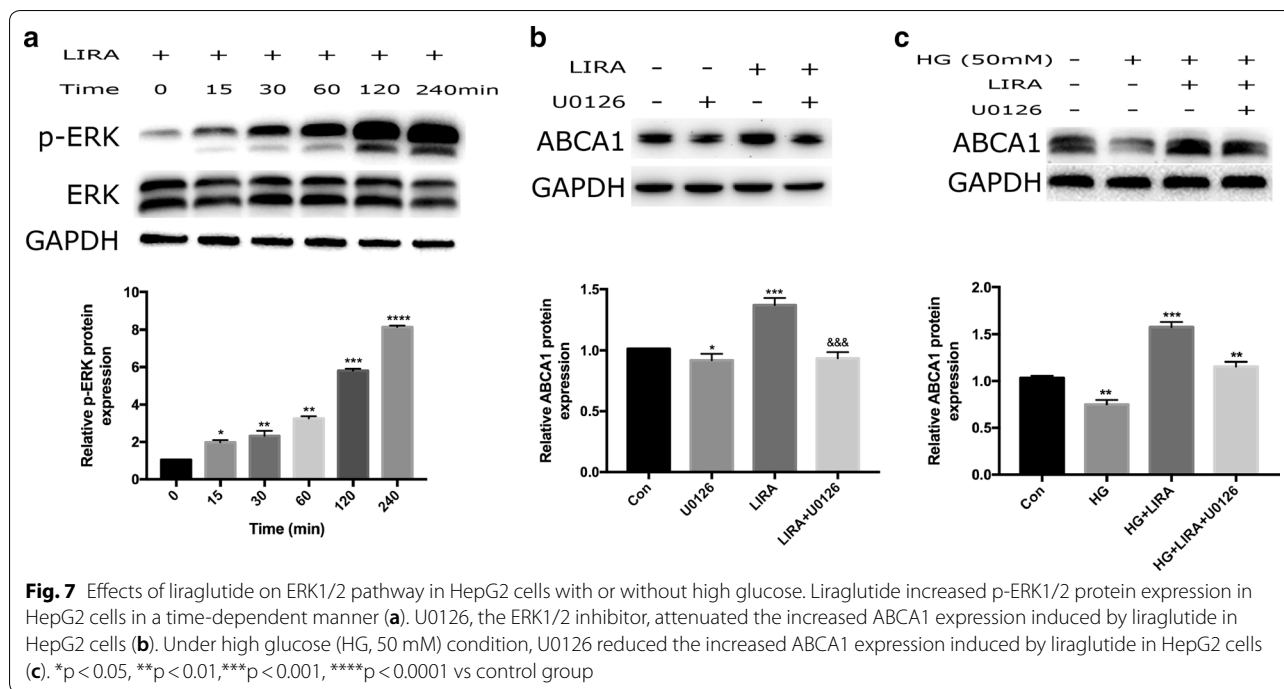 a
LIRA + + + + + +
Time 0 15 30 60 120 240min
p-ERK
ERK
GAPDH
Relative p-ERK protein
expression
10
8
6
4
2
0
* ** ** *** ****
0 15 30 60 120 240
Time (min)
b
LIRA - - + +
U0126 - + - +
ABCA1
GAPDH
Relative ABCA1 protein
expression
1.5
1.0
0.5
0.0
* *** &&&
Con U0126 LIRA LIRA+U0126
c
HG (50mM) - + + +
LIRA - - + +
U0126 - - - +
ABCA1
GAPDH
Relative ABCA1 protein
expression
2.0
1.5
1.0
0.5
0.0
** *** **
Con HG HG+LIRA HG+LIRA+U0126
Fig. 7 Effects of liraglutide on ERK1/2 pathway in HepG2 cells with or without high glucose. Liraglutide increased p-ERK1/2 protein expression in
HepG2 cells in a time-dependent manner (a). U0126, the ERK1/2 inhibitor, attenuated the increased ABCA1 expression induced by liraglutide in
HepG2 cells (b). Under high glucose (HG, 50 mM) condition, U0126 reduced the increased ABCA1 expression induced by liraglutide in HepG2 cells
(c). *p < 0.05, **p < 0.01,***p < 0.001, ****p < 0.0001 vs control group